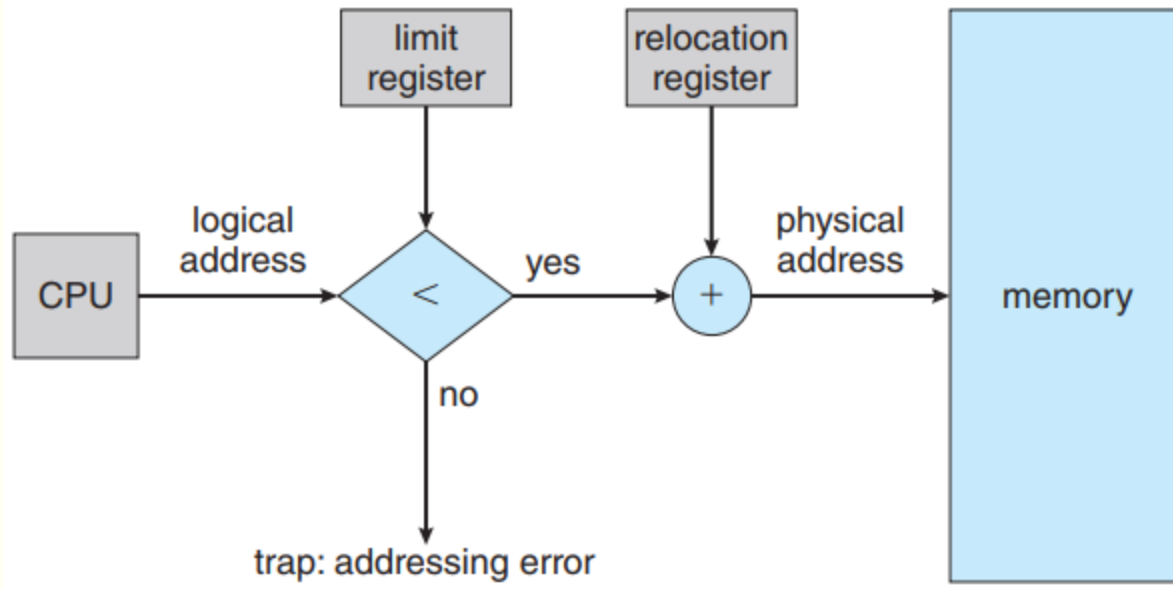 limit
register
relocation
register
logical
address
CPU
<
yes
+
physical
address
memory
no
trap: addressing error